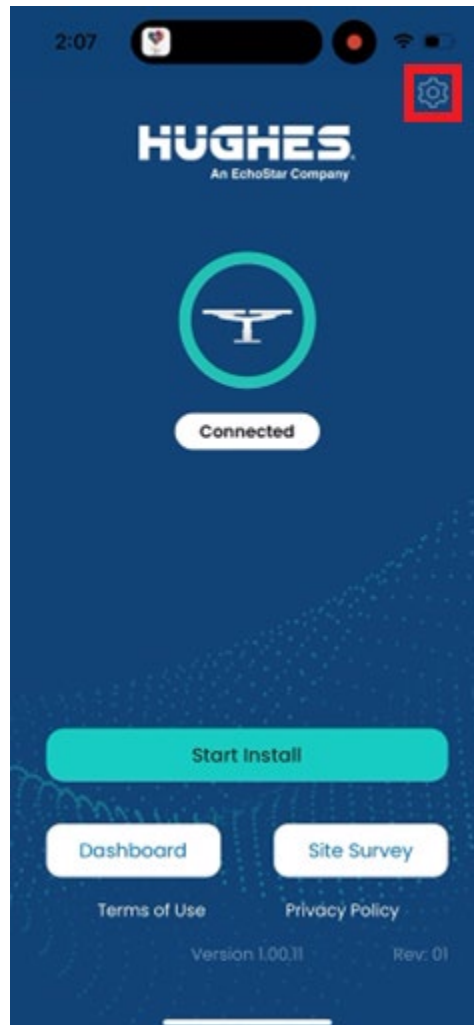 2:07
HUGHES.
An EchoStar Company
Connected
Start Install
Dashboard
Site Survey
Terms of Use
Privacy Policy
Version 1.00.11
Rev: 01